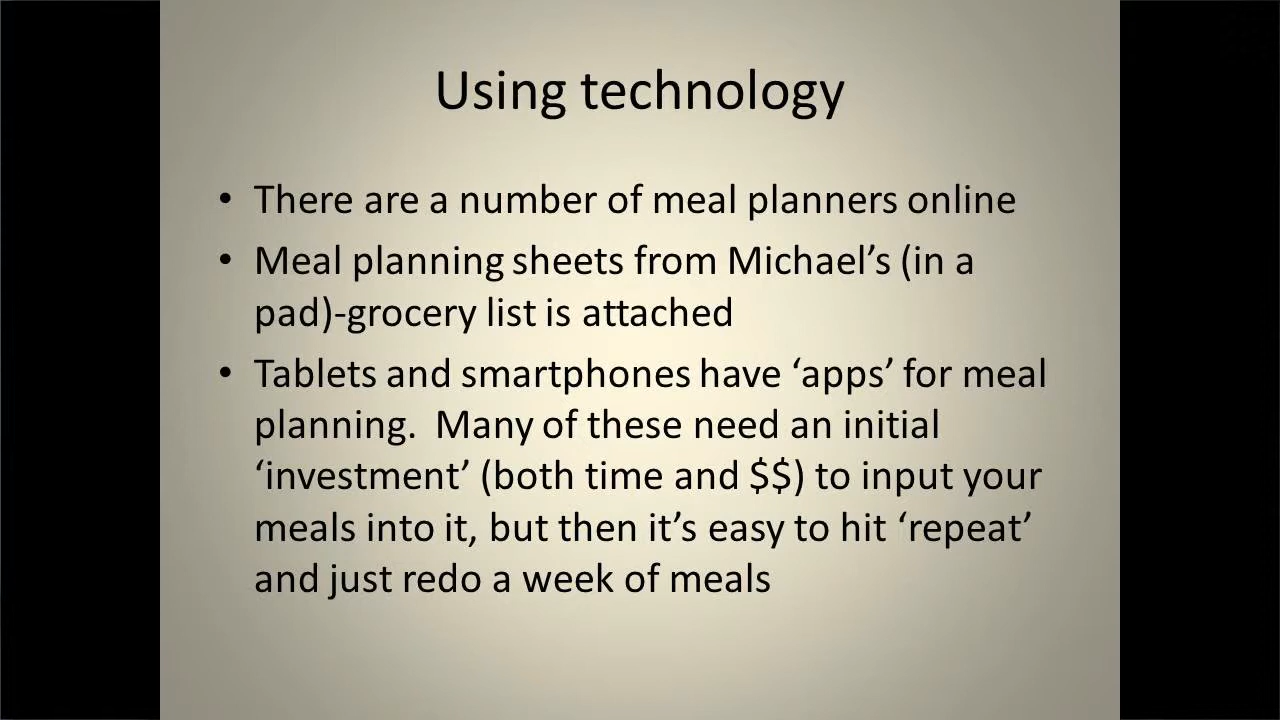 Using technology
• There are a number of meal planners online
• Meal planning sheets from Michael’s (in a
pad)-grocery list is attached
• Tablets and smartphones have ‘apps’ for meal
planning.  Many of these need an initial
‘investment’ (both time and $$) to input your
meals into it, but then it’s easy to hit ‘repeat’
and just redo a week of meals